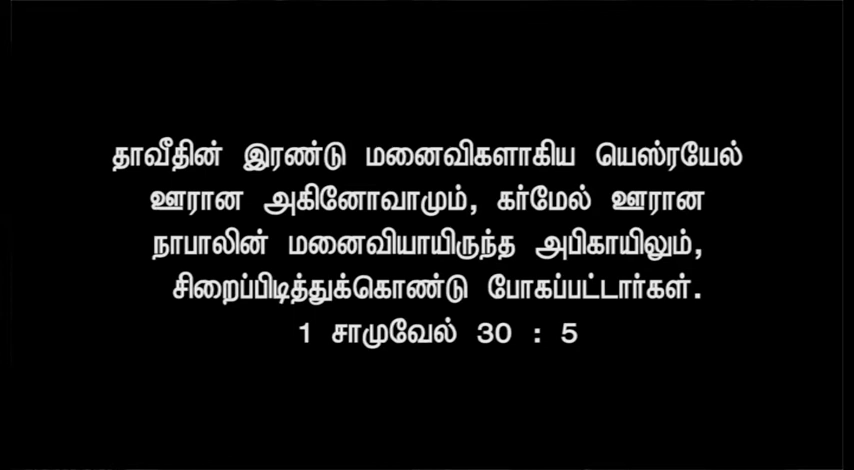 தாவீதின் இரண்டு மனைவிகளாகிய யெஸ்ரயேல்
ஊரான அகினோவாமும், கர்மேல் ஊரான
நாபாலின் மனைவியாயிருந்த அபிகாயிலும்,
சிறைப்பிடித்துக்கொண்டு போகப்பட்டார்கள்.
1 சாமுவேல் 30 : 5